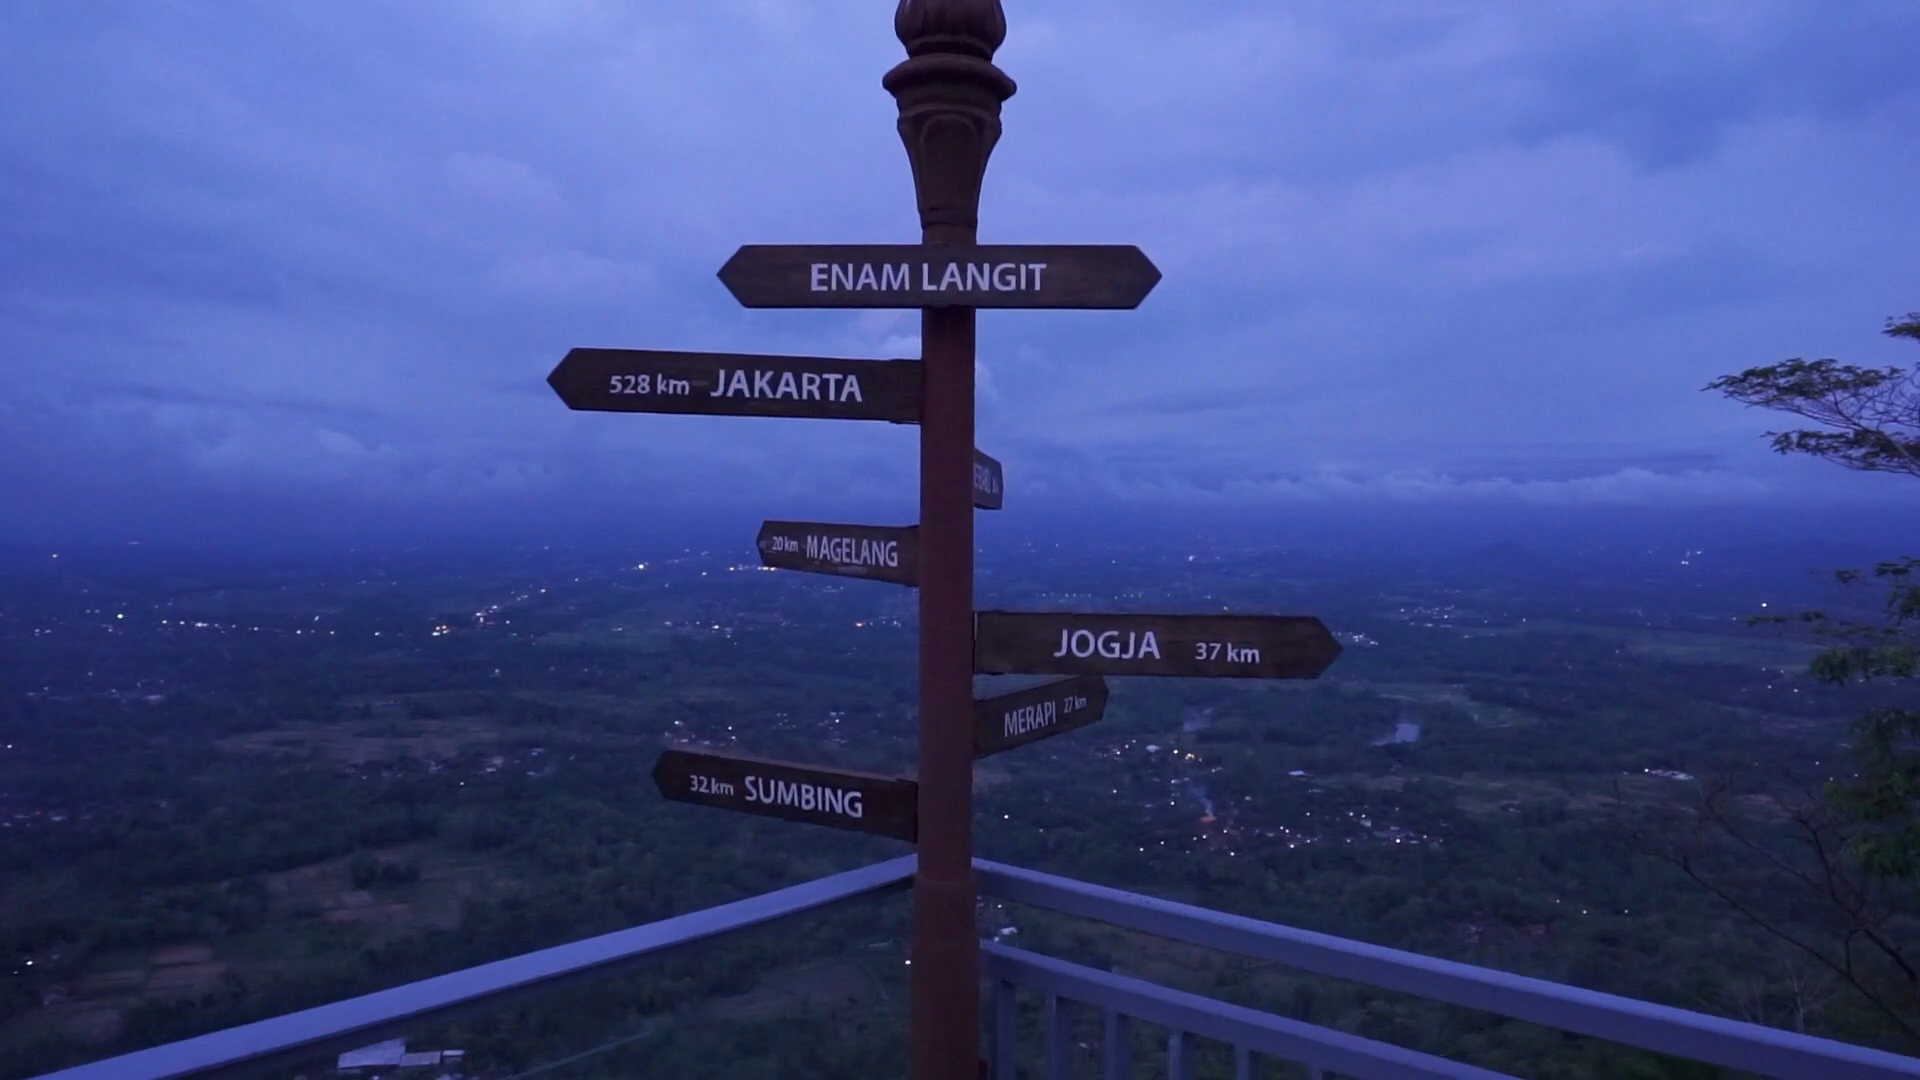 ENAM LANGIT
528 km JAKARTA
20 km MAGELANG
JOGJA 37 km
MERAPI 27 km
32 km SUMBING